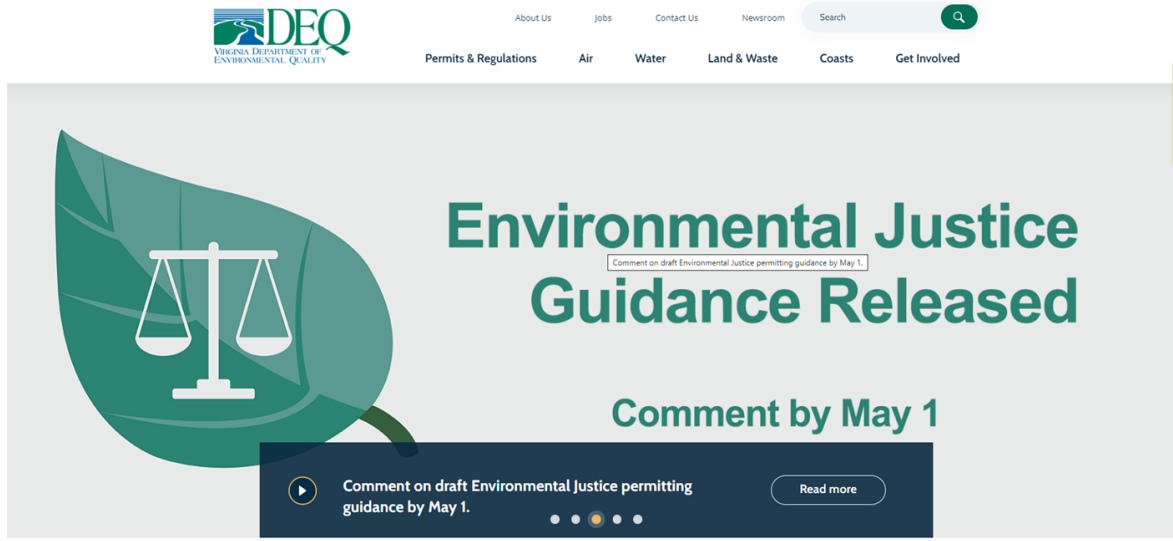 DEQ
VIRGINIA DEPARTMENT OF
ENVIRONMENTAL QUALITY
About Us Jobs Contact Us Newsroom Search
Permits & Regulations Air Water Land & Waste Coasts Get Involved
Environmental Justice
Comment on draft Environmental Justice permitting guidance by May 1.
Guidance Released
Comment by May 1
Comment on draft Environmental Justice permitting
guidance by May 1.
Read more